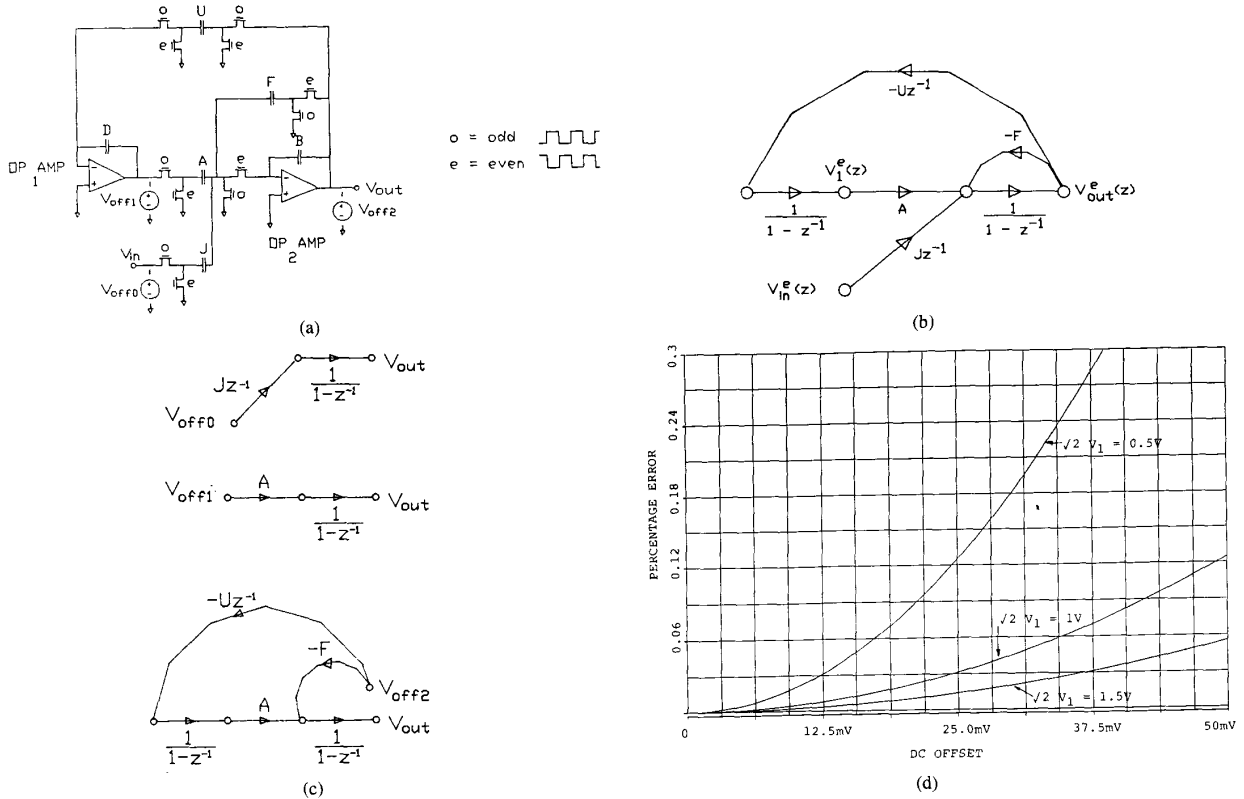 o
U
o
e
e
F
e
o
D
B
o
A
e
OP AMP
1
e
o
Voff1
Vout
Voff2
OP AMP
2
Vin
o
J
e
Voff0
(a)
o = odd
e = even
-Uz⁻¹
-F
V₁ᵉ(z)
Vᵉout(z)
A
1
1 - z⁻¹
1
1 - z⁻¹
Jz⁻¹
Vᵉin(z)
(b)
Vout
Jz⁻¹
1
1-z⁻¹
Voff0
Voff1
A
Vout
1
1-z⁻¹
-Uz⁻¹
-F
Voff2
A
Vout
1
1-z⁻¹
1
1-z⁻¹
(c)
PERCENTAGE ERROR
0.3
0.24
0.18
0.12
0.06
√2 V₁ = 0.5V
√2 V₁ = 1V
√2 V₁ = 1.5V
0
12.5mV
25.0mV
37.5mV
50mV
DC OFFSET
(d)